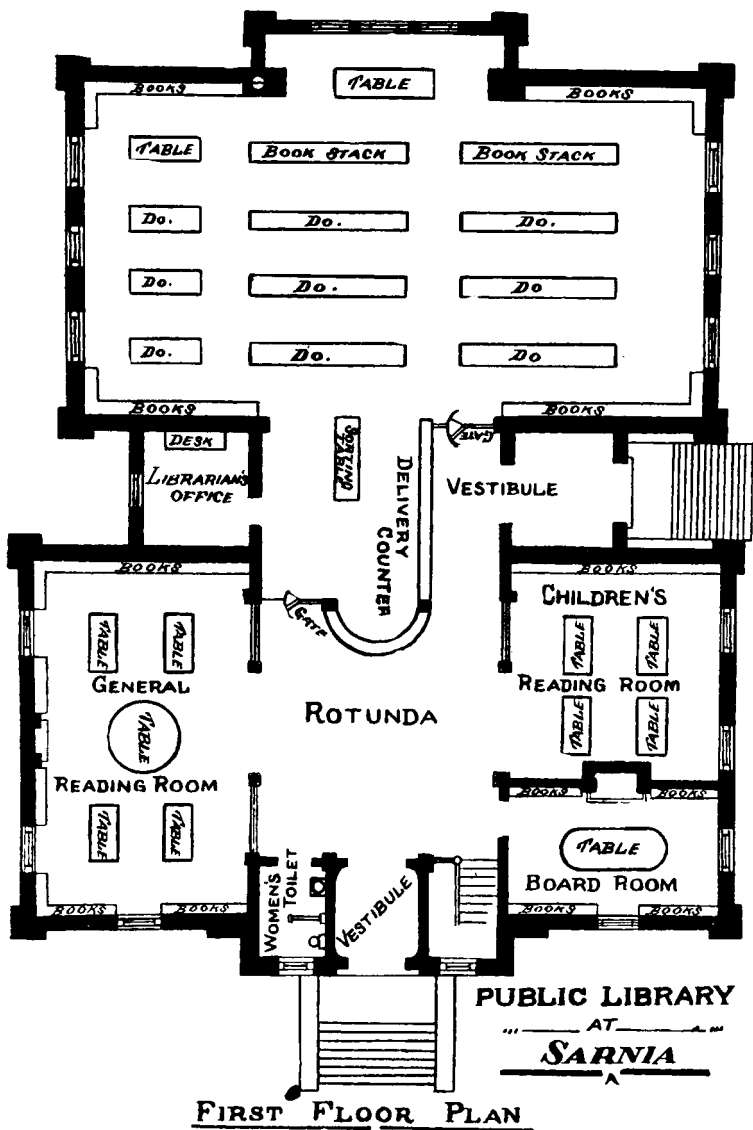 TABLE
BOOKS
BOOKS
TABLE
BOOK STACK
BOOK STACK
Do.
Do.
Do.
Do.
Do.
Do
Do.
Do.
Do
BOOKS
BOOKS
DESK
LIBRARIAN'S
OFFICE
SORTING
TABLE
DELIVERY
COUNTER
GATE
VESTIBULE
BOOKS
GATE
BOOKS
CHILDREN'S
TABLE
TABLE
GENERAL
TABLE
TABLE
READING ROOM
TABLE
TABLE
ROTUNDA
TABLE
READING ROOM
TABLE
TABLE
BOOKS
BOOKS
TABLE
BOARD ROOM
BOOKS
BOOKS
WOMEN'S
TOILET
VESTIBULE
BOOKS
BOOKS
PUBLIC LIBRARY
AT
SARNIA
A
FIRST FLOOR PLAN